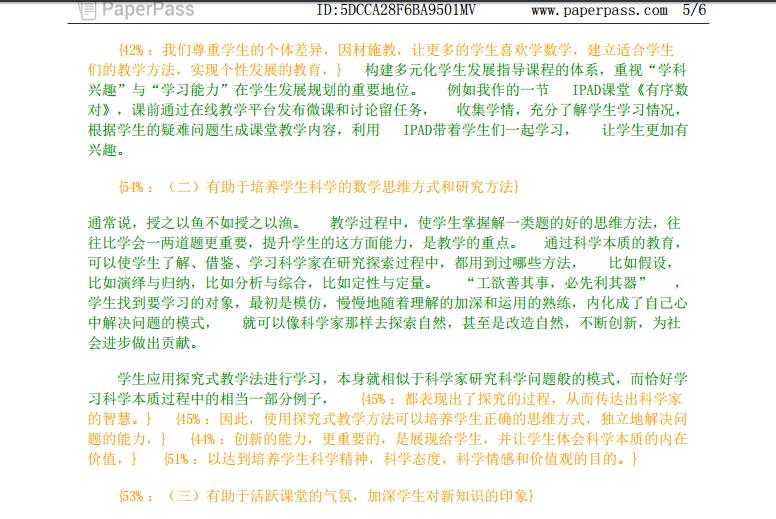 PaperPass ID:5DCCA28F6BA9501MV www.paperpass.com 5/6
{42%：我们尊重学生的个体差异，因材施教，让更多的学生喜欢学数学，建立适合学生
们的教学方法，实现个性发展的教育，} 构建多元化学生发展指导课程的体系，重视“学科
兴趣”与“学习能力”在学生发展规划的重要地位。 例如我作的一节 IPAD课堂《有序数
对》，课前通过在线教学平台发布微课和讨论留任务， 收集学情，充分了解学生学习情况，
根据学生的疑难问题生成课堂教学内容，利用 IPAD带着学生们一起学习， 让学生更加有
兴趣。
{54%：（二）有助于培养学生科学的数学思维方式和研究方法}
通常说，授之以鱼不如授之以渔。 教学过程中，使学生掌握解一类题的好的思维方法，往
往比学会一两道题更重要，提升学生的这方面能力，是教学的重点。 通过科学本质的教育，
可以使学生了解、借鉴、学习科学家在研究探索过程中，都用到过哪些方法， 比如假设，
比如演绎与归纳，比如分析与综合，比如定性与定量。 “工欲善其事，必先利其器” ，
学生找到要学习的对象，最初是模仿，慢慢地随着理解的加深和运用的熟练，内化成了自己心
中解决问题的模式， 就可以像科学家那样去探索自然，甚至是改造自然，不断创新，为社
会进步做出贡献。
学生应用探究式教学法进行学习，本身就相似于科学家研究科学问题般的模式，而恰好学
习科学本质过程中的相当一部分例子， {45%：都表现出了探究的过程，从而传达出科学家
的智慧。} {45%：因此，使用探究式教学方法可以培养学生正确的思维方式，独立地解决问
题的能力，} {44%：创新的能力，更重要的，是展现给学生，并让学生体会科学本质的内在
价值，} {51%：以达到培养学生科学精神，科学态度，科学情感和价值观的目的。}
{53%：（三）有助于活跃课堂的气氛，加深学生对新知识的印象}